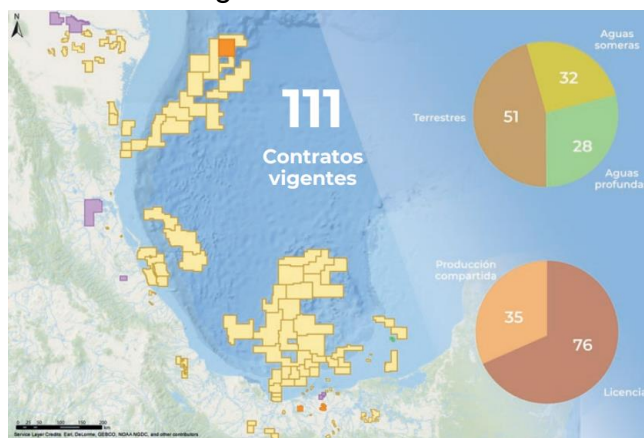 N
111
Contratos
vigentes
Aguas
someras
32
Terrestres
51
28
Aguas
profunda
Producción
compartida
35
76
Licencia
Service Layer Credits: Esri, DeLorme, GEBCO, NOAA NGDC, and other contributors